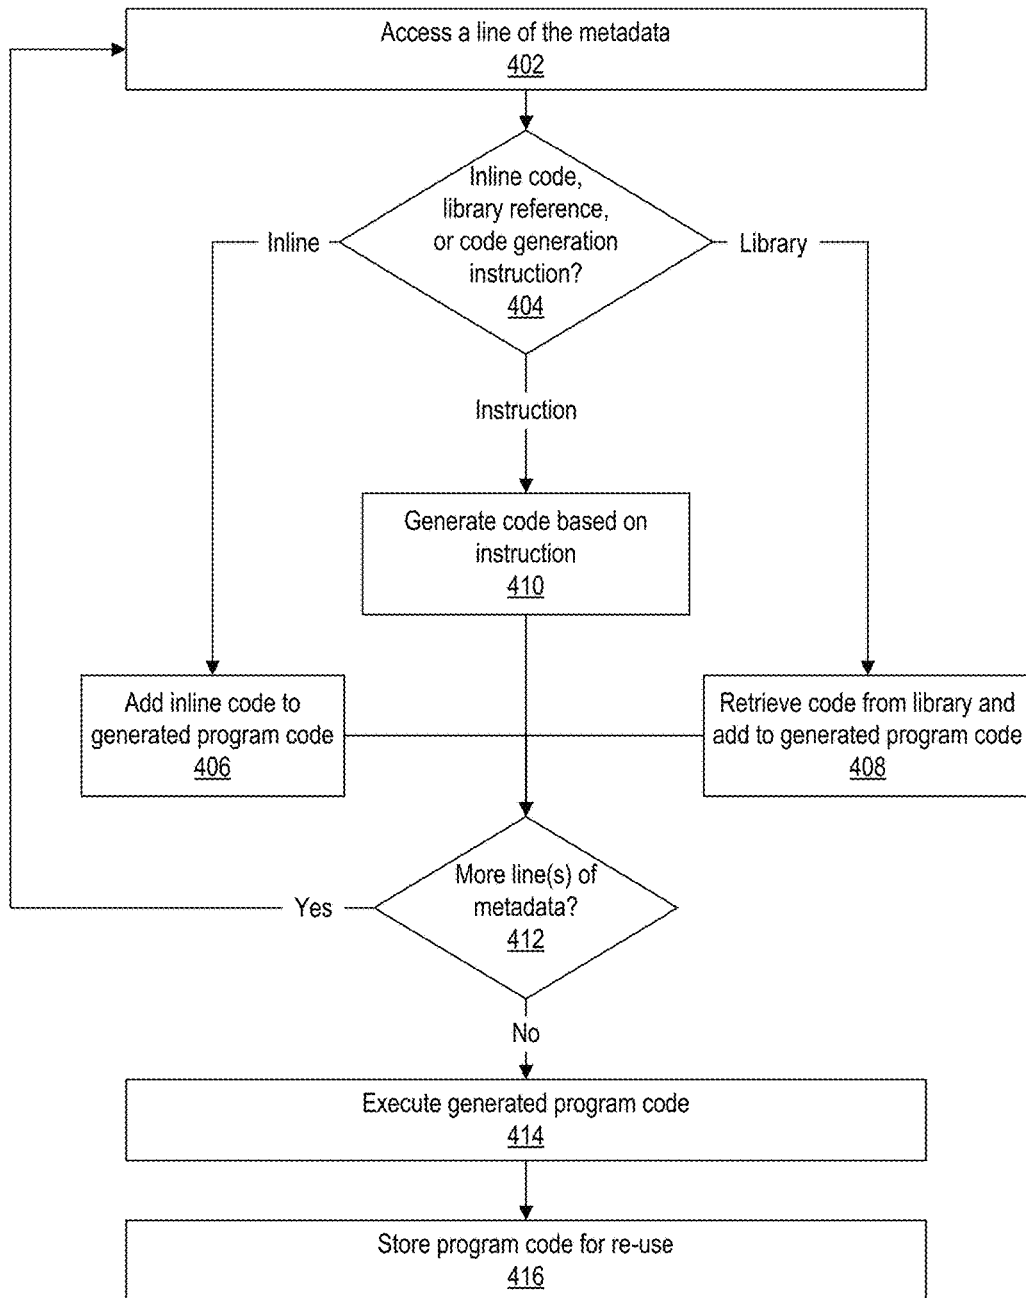 Access a line of the metadata
402
Inline code,
library reference,
or code generation
instruction?
404
Inline
Library
Instruction
Generate code based on
instruction
410
Add inline code to
generated program code
406
Retrieve code from library and
add to generated program code
408
More line(s) of
metadata?
412
Yes
No
Execute generated program code
414
Store program code for re-use
416